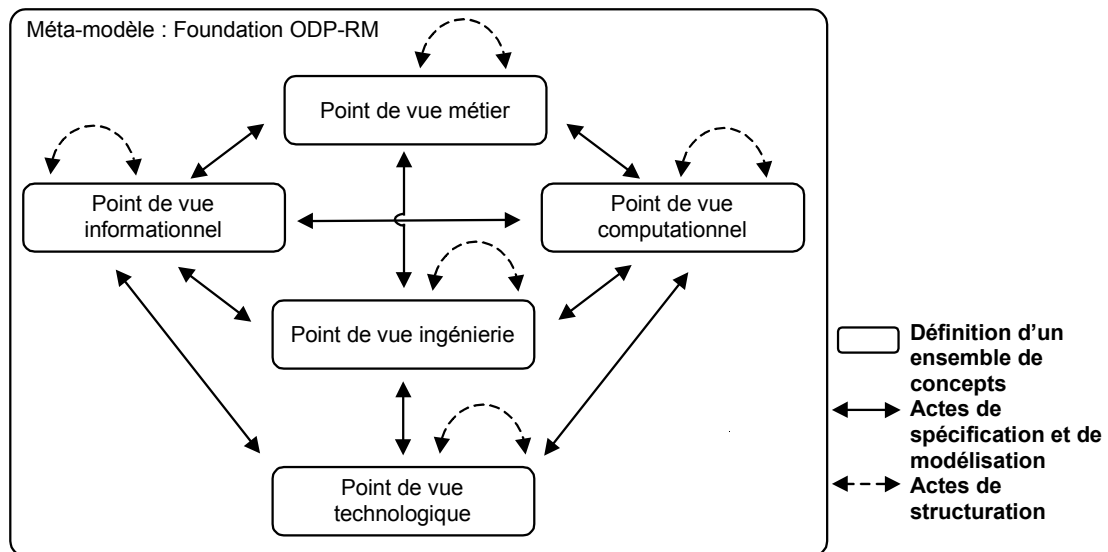 Méta-modèle : Foundation ODP-RM
Point de vue métier
Point de vue
informationnel
Point de vue
computationnel
Point de vue ingénierie
Point de vue
technologique
Définition d’un
ensemble de
concepts
Actes de
spécification et de
modélisation
Actes de
structuration